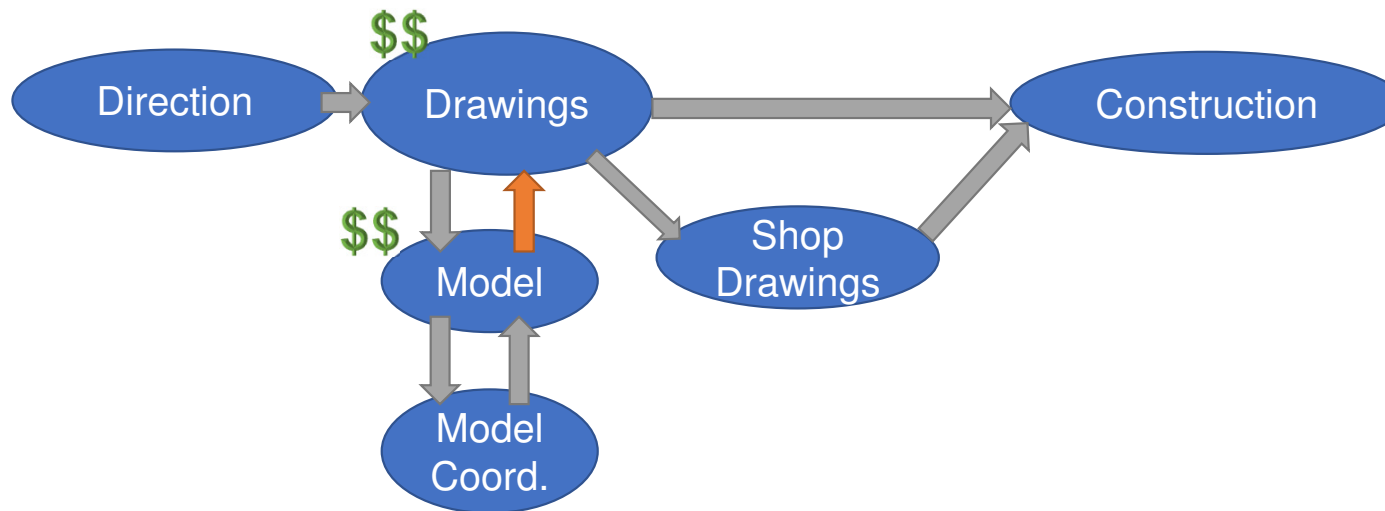 $$
Direction
Drawings
Construction
$$
Shop
Drawings
Model
Model
Coord.